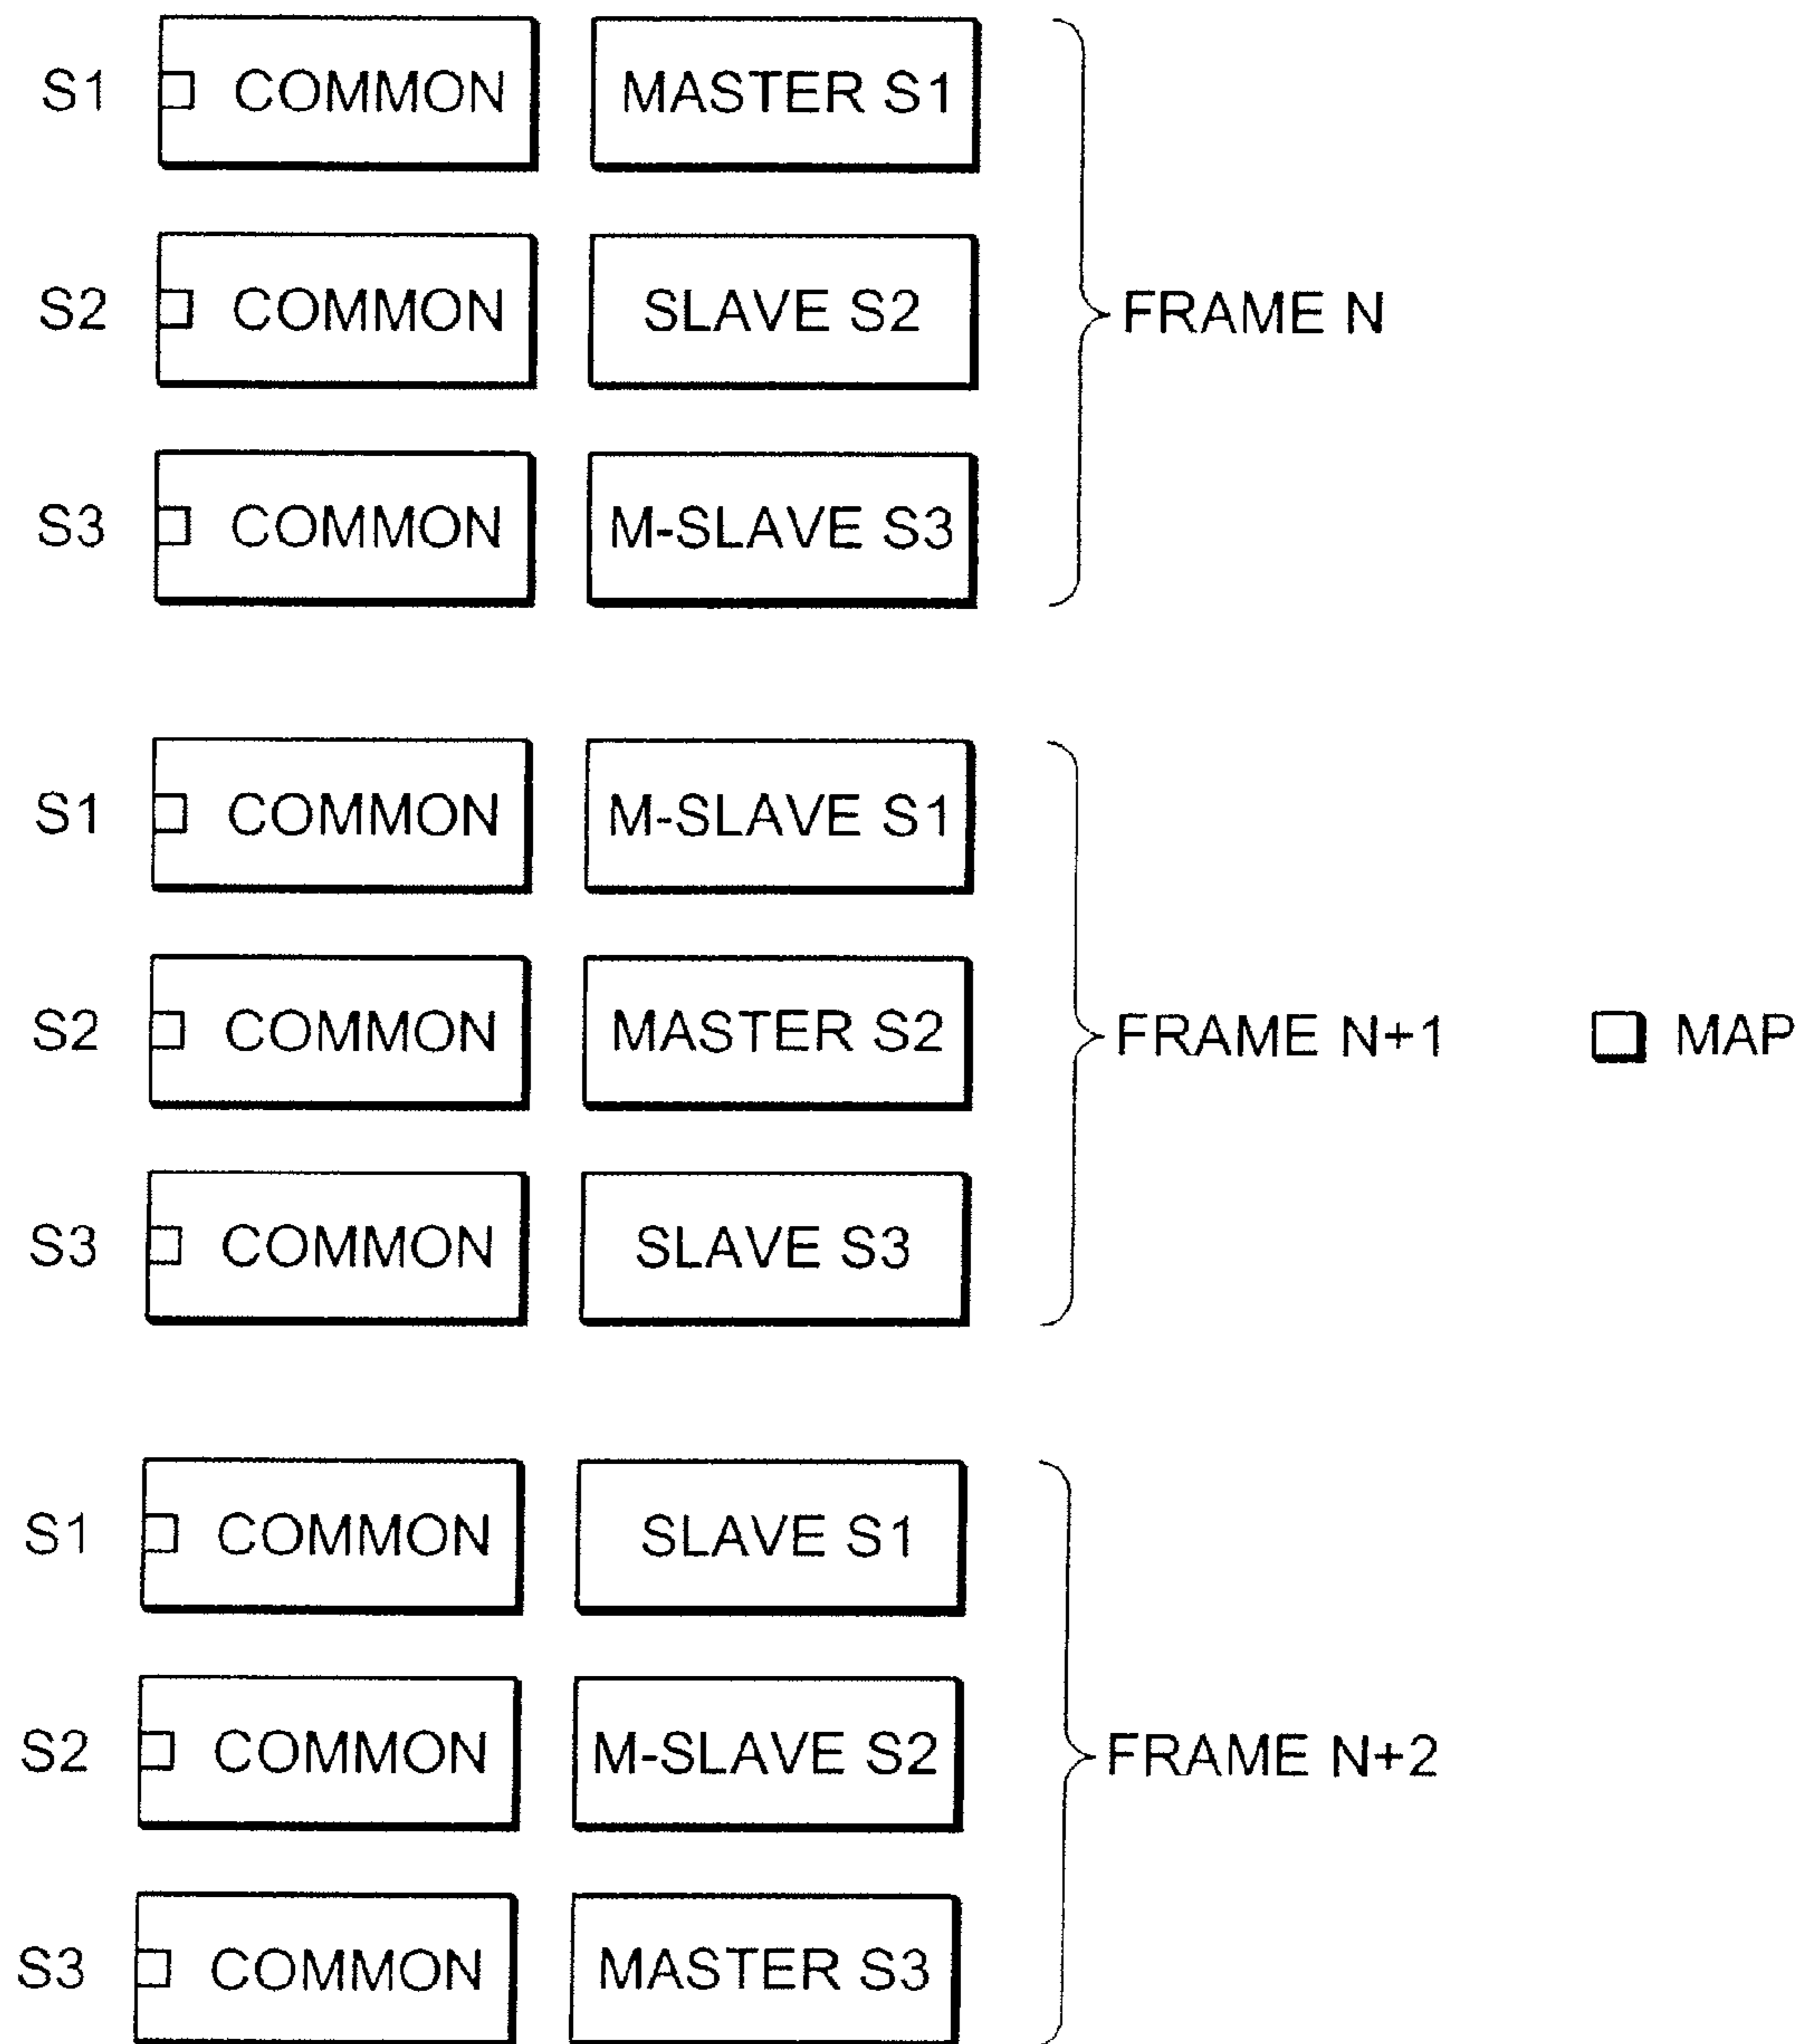 S1 COMMON MASTER S1
S2 COMMON SLAVE S2
S3 COMMON M-SLAVE S3
FRAME N
S1 COMMON M-SLAVE S1
S2 COMMON MASTER S2
S3 COMMON SLAVE S3
FRAME N+1
MAP
S1 COMMON SLAVE S1
S2 COMMON M-SLAVE S2
S3 COMMON MASTER S3
FRAME N+2